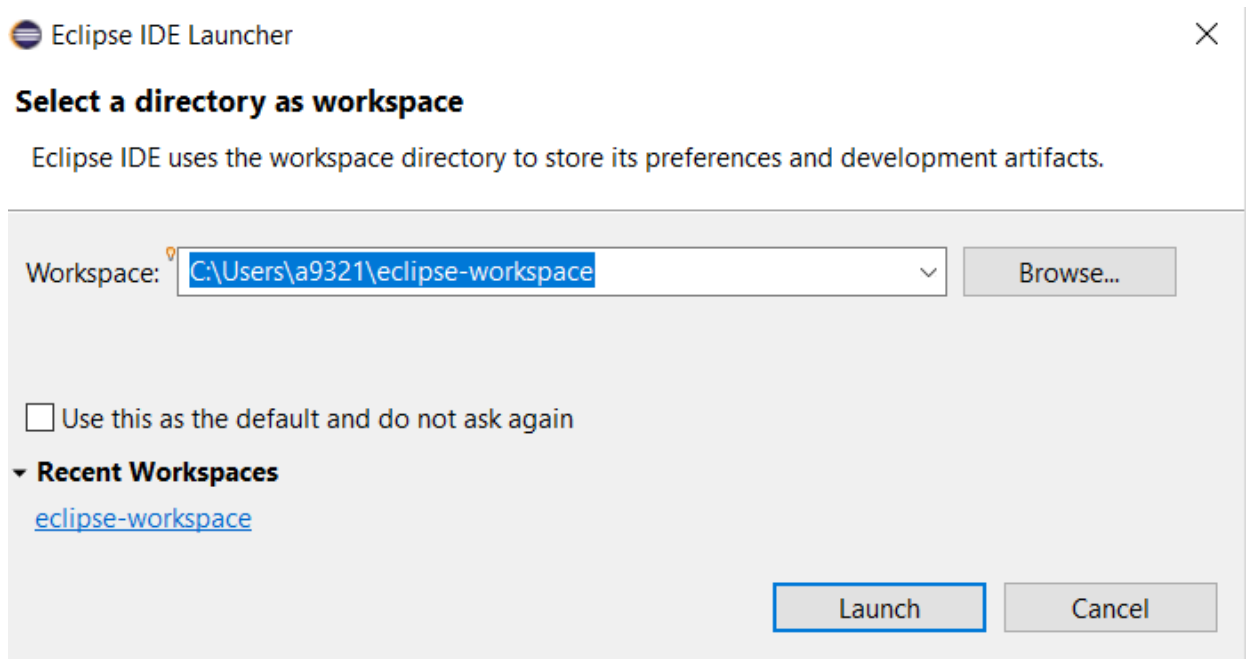 Eclipse IDE Launcher
Select a directory as workspace
Eclipse IDE uses the workspace directory to store its preferences and development artifacts.
Workspace: C:\Users\a9321\eclipse-workspace Browse...
Use this as the default and do not ask again
Recent Workspaces
eclipse-workspace
Launch Cancel